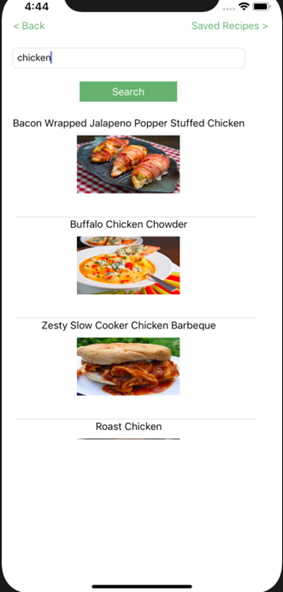 4:44
< Back
Saved Recipes >
chicken
Search
Bacon Wrapped Jalapeno Popper Stuffed Chicken
Buffalo Chicken Chowder
Zesty Slow Cooker Chicken Barbeque
Roast Chicken